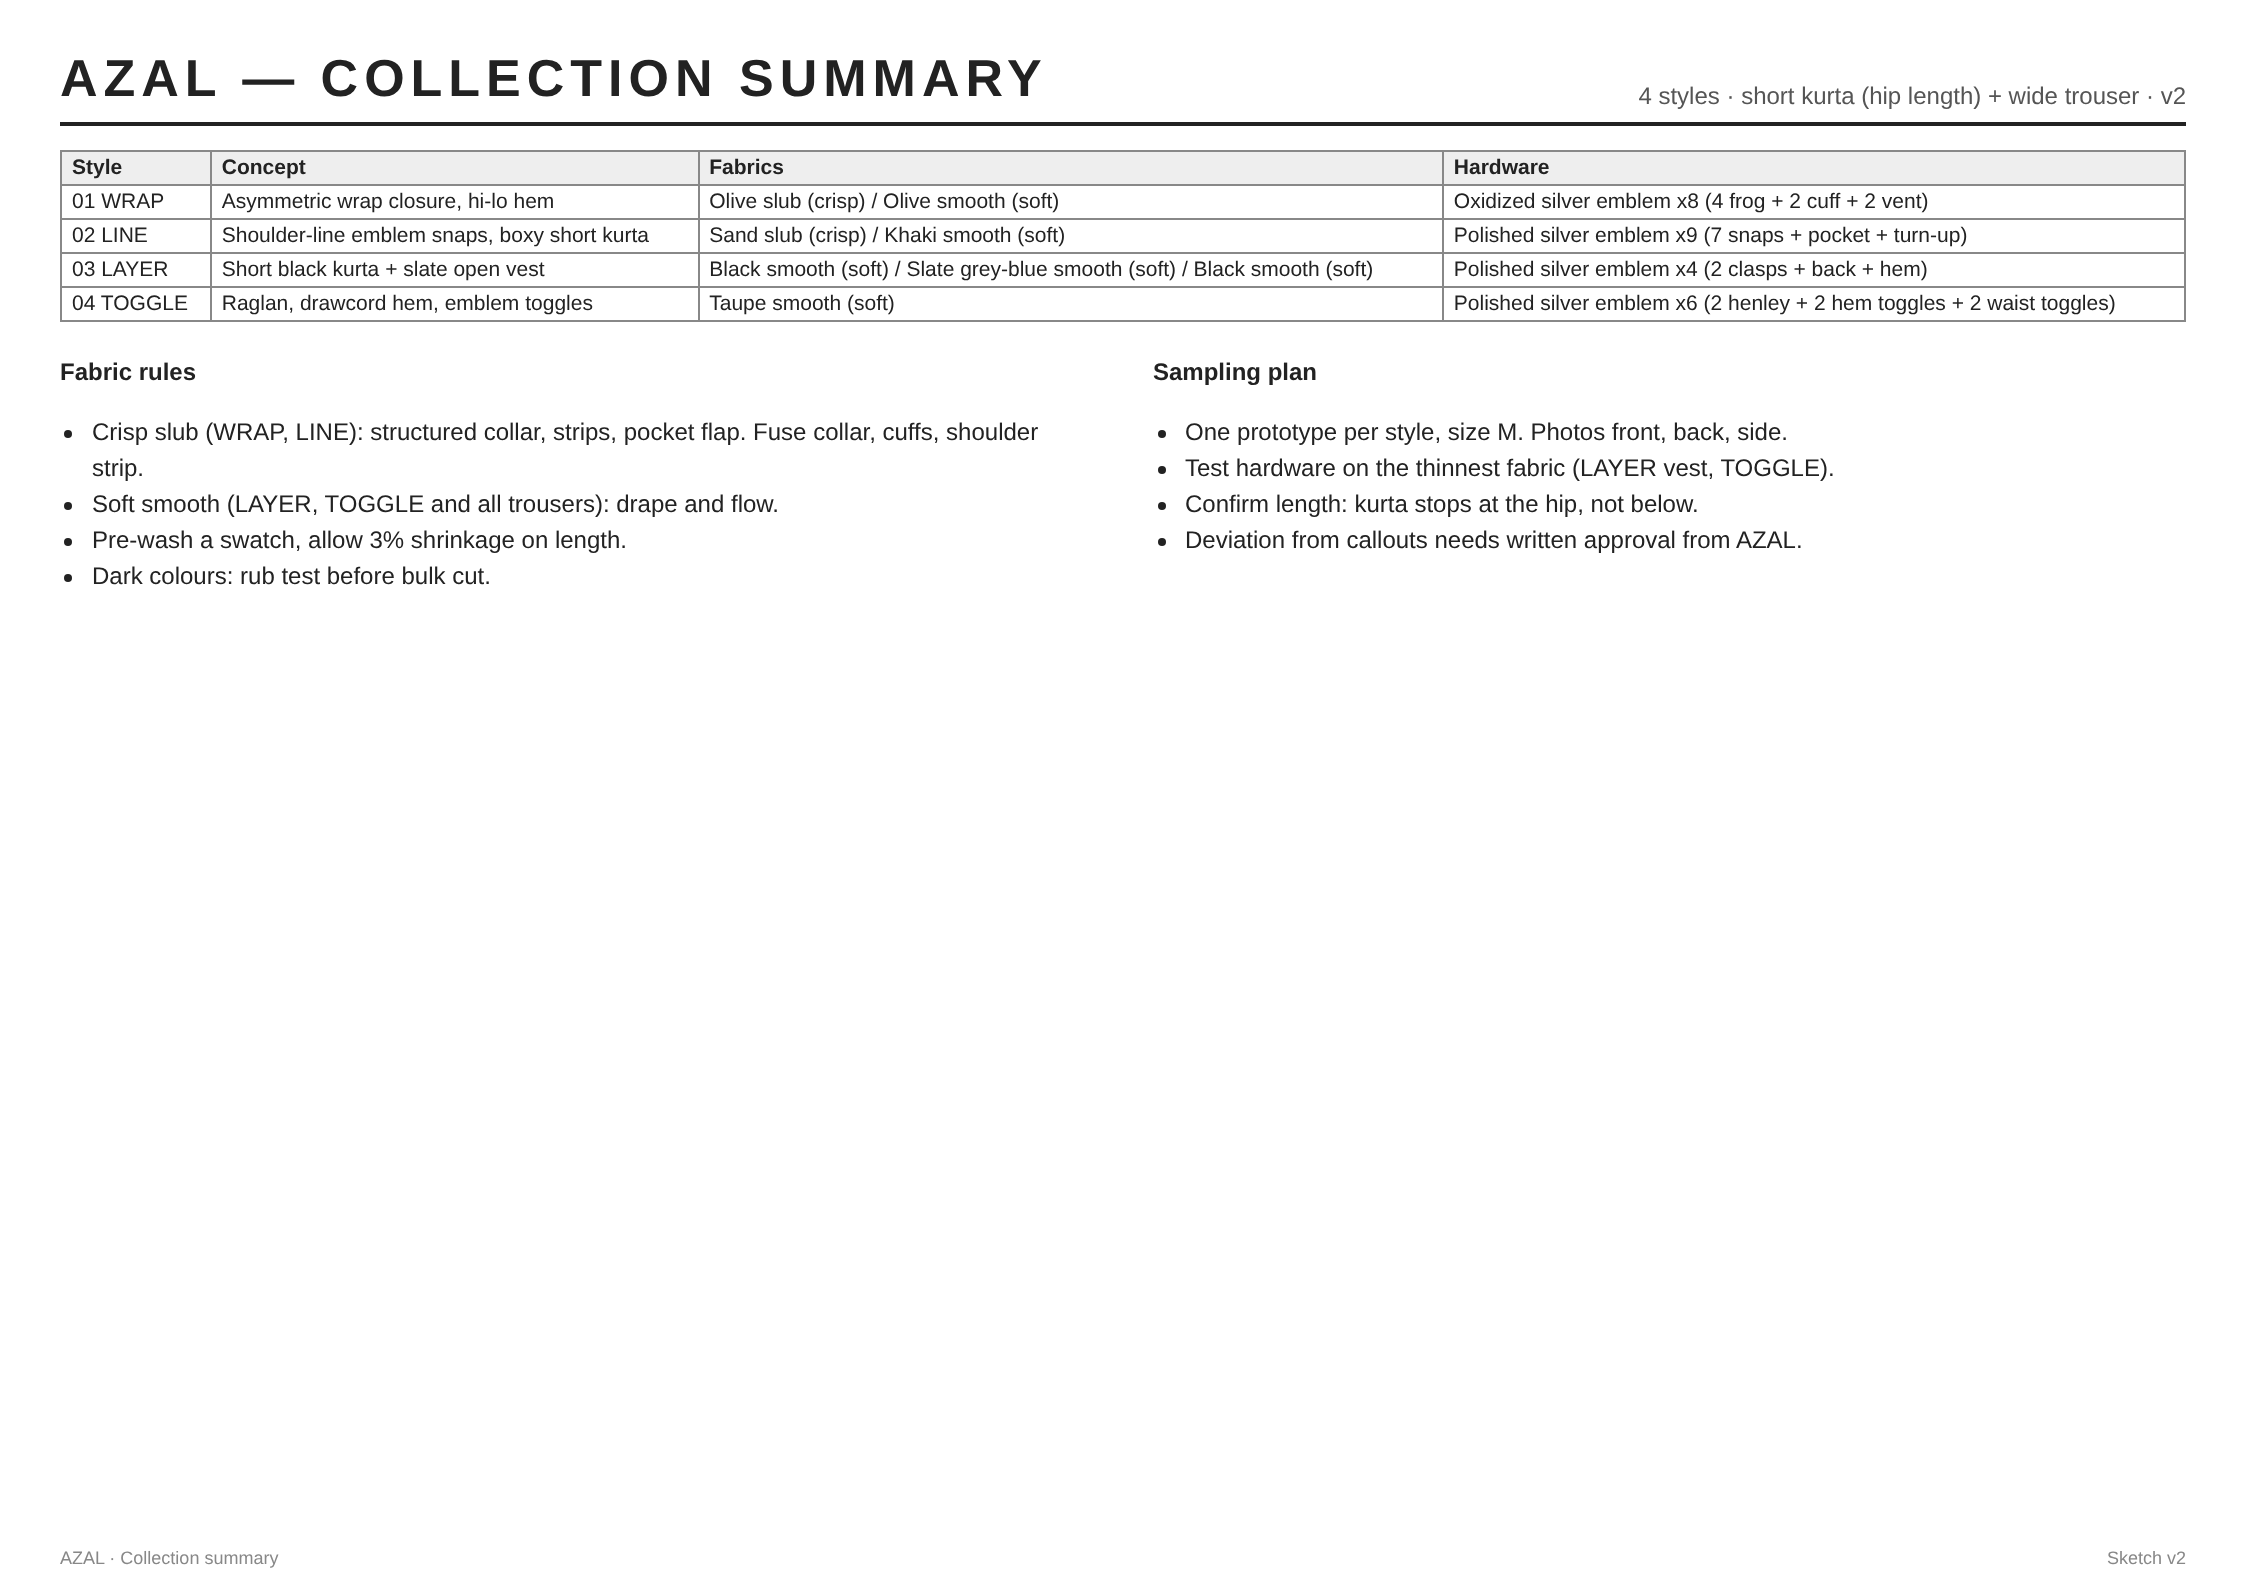 AZAL — COLLECTION SUMMARY
4 styles · short kurta (hip length) + wide trouser · v2
Style Concept Fabrics Hardware
01 WRAP Asymmetric wrap closure, hi-lo hem Olive slub (crisp) / Olive smooth (soft) Oxidized silver emblem x8 (4 frog + 2 cuff + 2 vent)
02 LINE Shoulder-line emblem snaps, boxy short kurta Sand slub (crisp) / Khaki smooth (soft) Polished silver emblem x9 (7 snaps + pocket + turn-up)
03 LAYER Short black kurta + slate open vest Black smooth (soft) / Slate grey-blue smooth (soft) / Black smooth (soft) Polished silver emblem x4 (2 clasps + back + hem)
04 TOGGLE Raglan, drawcord hem, emblem toggles Taupe smooth (soft) Polished silver emblem x6 (2 henley + 2 hem toggles + 2 waist toggles)
Fabric rules
• Crisp slub (WRAP, LINE): structured collar, strips, pocket flap. Fuse collar, cuffs, shoulder
strip.
• Soft smooth (LAYER, TOGGLE and all trousers): drape and flow.
• Pre-wash a swatch, allow 3% shrinkage on length.
• Dark colours: rub test before bulk cut.
Sampling plan
• One prototype per style, size M. Photos front, back, side.
• Test hardware on the thinnest fabric (LAYER vest, TOGGLE).
• Confirm length: kurta stops at the hip, not below.
• Deviation from callouts needs written approval from AZAL.
AZAL · Collection summary
Sketch v2